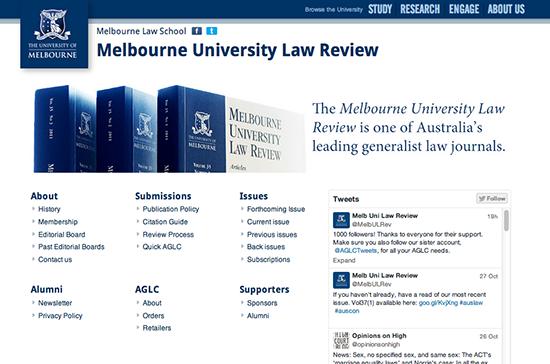 Browse the University STUDY RESEARCH ENGAGE ABOUT US
THE UNIVERSITY OF
MELBOURNE
Melbourne Law School
Melbourne University Law Review
MELBOURNE
UNIVERSITY
LAW REVIEW
Articles
The Melbourne University Law
Review is one of Australia's
leading generalist law journals.
About
History
Membership
Editorial Board
Past Editorial Boards
Contact us
Submissions
Publication Policy
Citation Guide
Review Process
Quick AGLC
Issues
Forthcoming Issue
Current issue
Previous issues
Back issues
Subscriptions
Alumni
Newsletter
Privacy Policy
AGLC
About
Orders
Retailers
Supporters
Sponsors
Alumni
Tweets Follow
Melb Uni Law Review 19h
@MelbULRev
1000 followers! Thanks to everyone for their support.
Make sure you also follow our sister account,
@AGLCTweets, for all your AGLC needs.
Expand
Melb Uni Law Review 27 Oct
@MelbULRev
If you haven't already, have a read of our most recent
issue. Vol37(1) available here: goo.gl/KvjXng #auslaw
#auscon
HIGH
COURT
Opinions on High 26 Oct
@opinionsonhigh
News: Sex, no specified sex, and same sex: The ACT's
'marriage equality laws' and Norrie's case: In all the ex